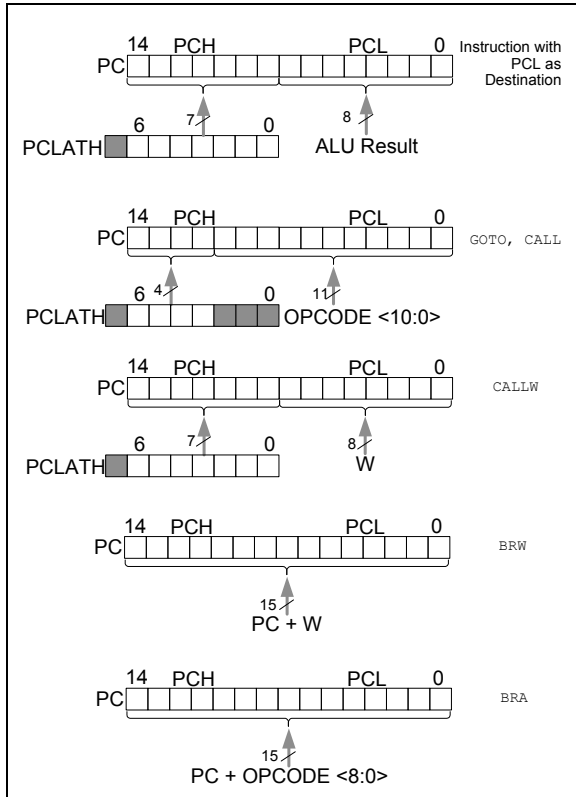 14 PCH PCL 0
Instruction with
PC
PCL as
Destination
7 8
6 0
PCLATH
ALU Result
14 PCH PCL 0
PC
GOTO, CALL
4 11
6 0
PCLATH OPCODE <10:0>
14 PCH PCL 0
PC
CALLW
7 8
6 0
W
PCLATH
14 PCH PCL 0
PC
BRW
15
PC + W
14 PCH PCL 0
PC
BRA
15
PC + OPCODE <8:0>